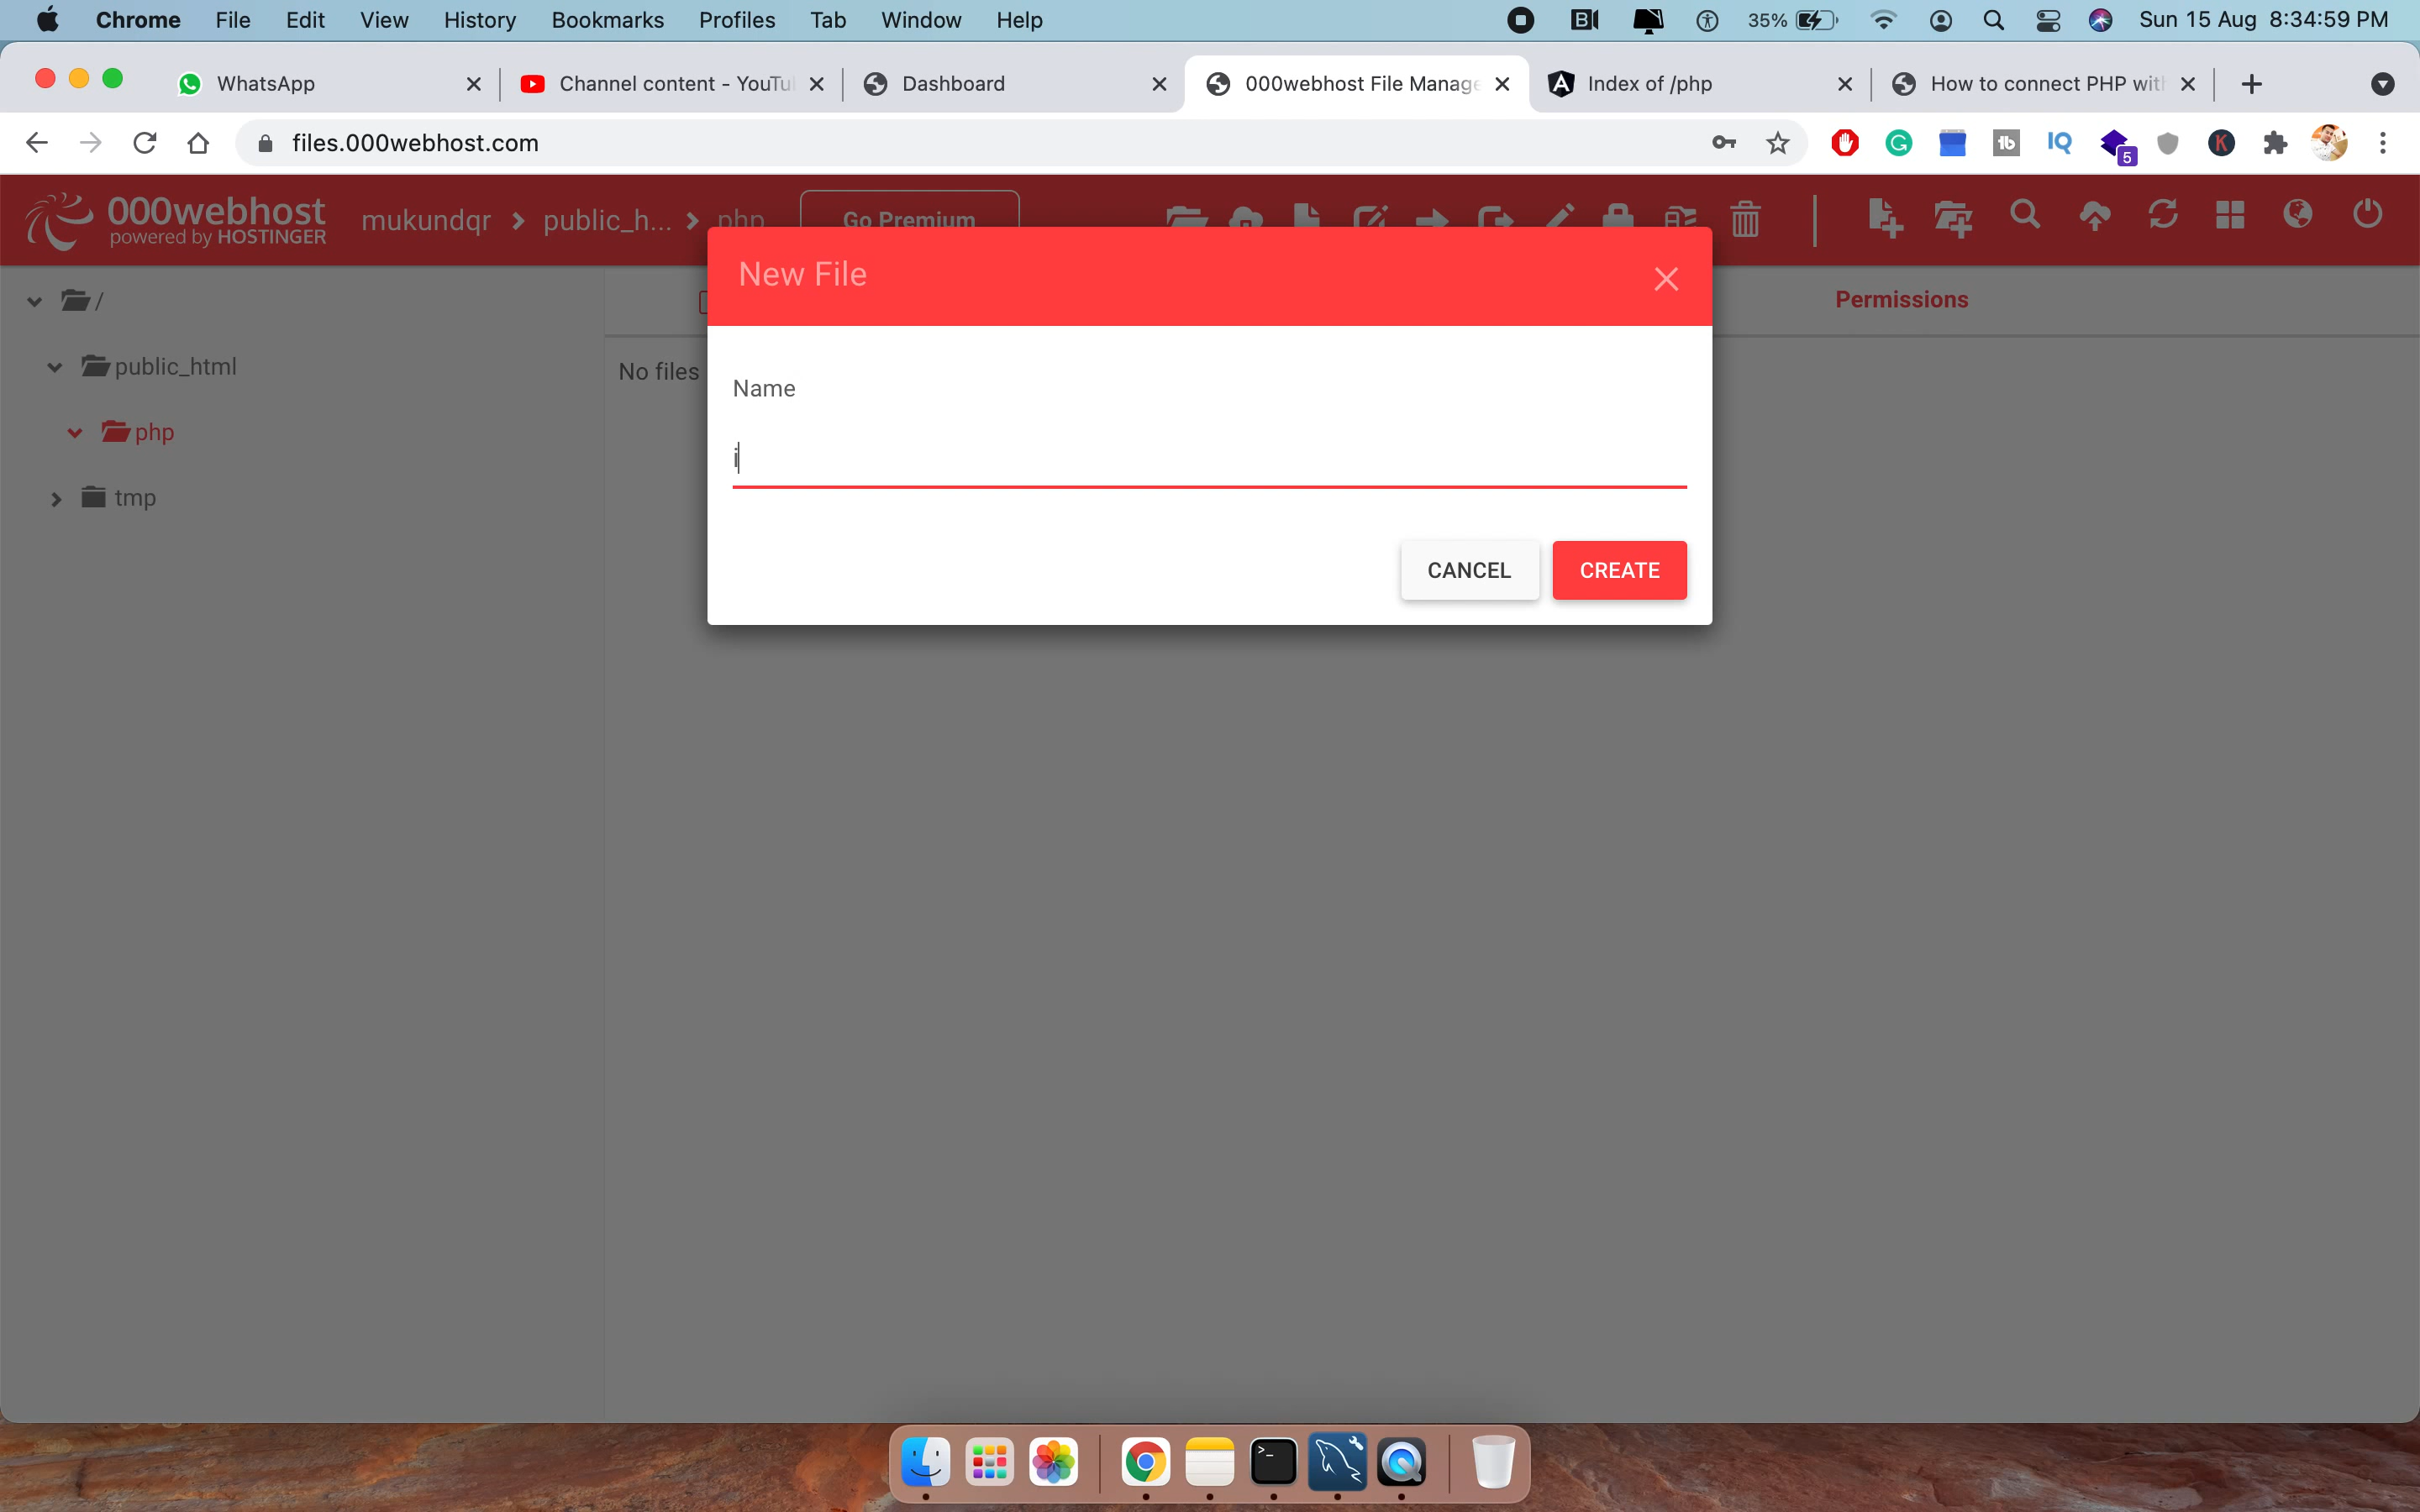 Chrome File Edit View History Bookmarks Profiles Tab Window Help 35% Sun 15 Aug 8:34:59 PM
WhatsApp Channel content - YouTu Dashboard 000webhost File Manage Index of /php How to connect PHP wit
files.000webhost.com 5
000webhost
powered by HOSTINGER
mukundqr public_h... php Go Premium
New File
/ Permissions
public_html No files
Name
php
i
tmp
CANCEL CREATE